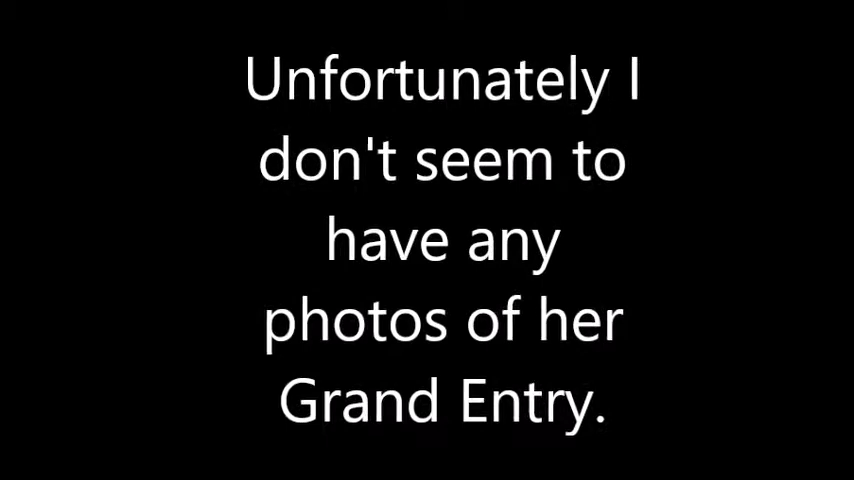 Unfortunately I
don't seem to
have any
photos of her
Grand Entry.